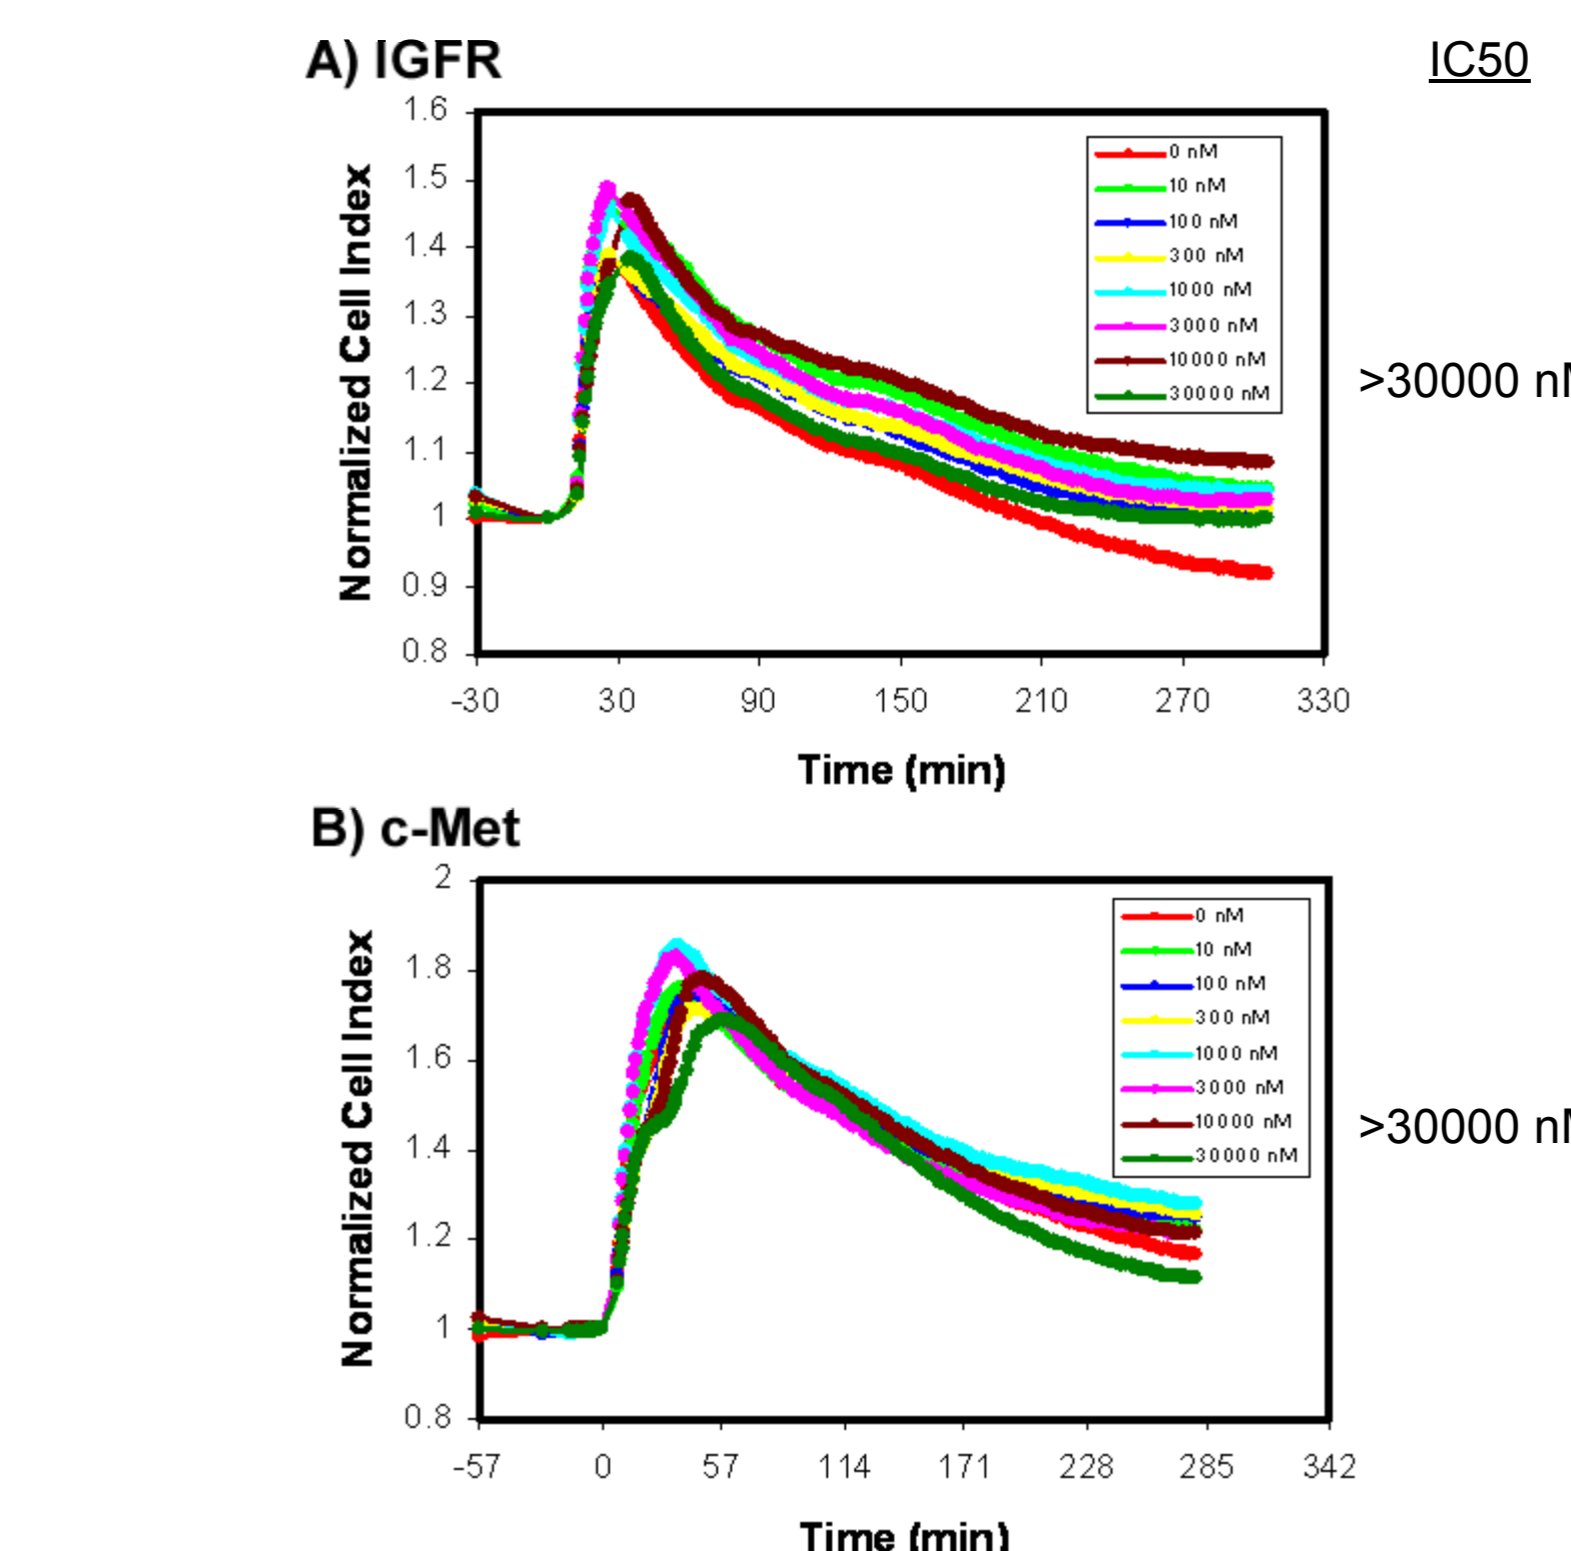 A) IGFR
IC50
1.6
1.5
1.4
1.3
1.2
1.1
1
0.9
0.8
Normalized Cell Index
0 nM
10 nM
100 nM
300 nM
1000 nM
3000 nM
10000 nM
30000 nM
>30000 nM
-30 30 90 150 210 270 330
Time (min)
B) c-Met
2
1.8
1.6
1.4
1.2
1
0.8
Normalized Cell Index
0 nM
10 nM
100 nM
300 nM
1000 nM
3000 nM
10000 nM
30000 nM
>30000 nM
-57 0 57 114 171 228 285 342
Time (min)